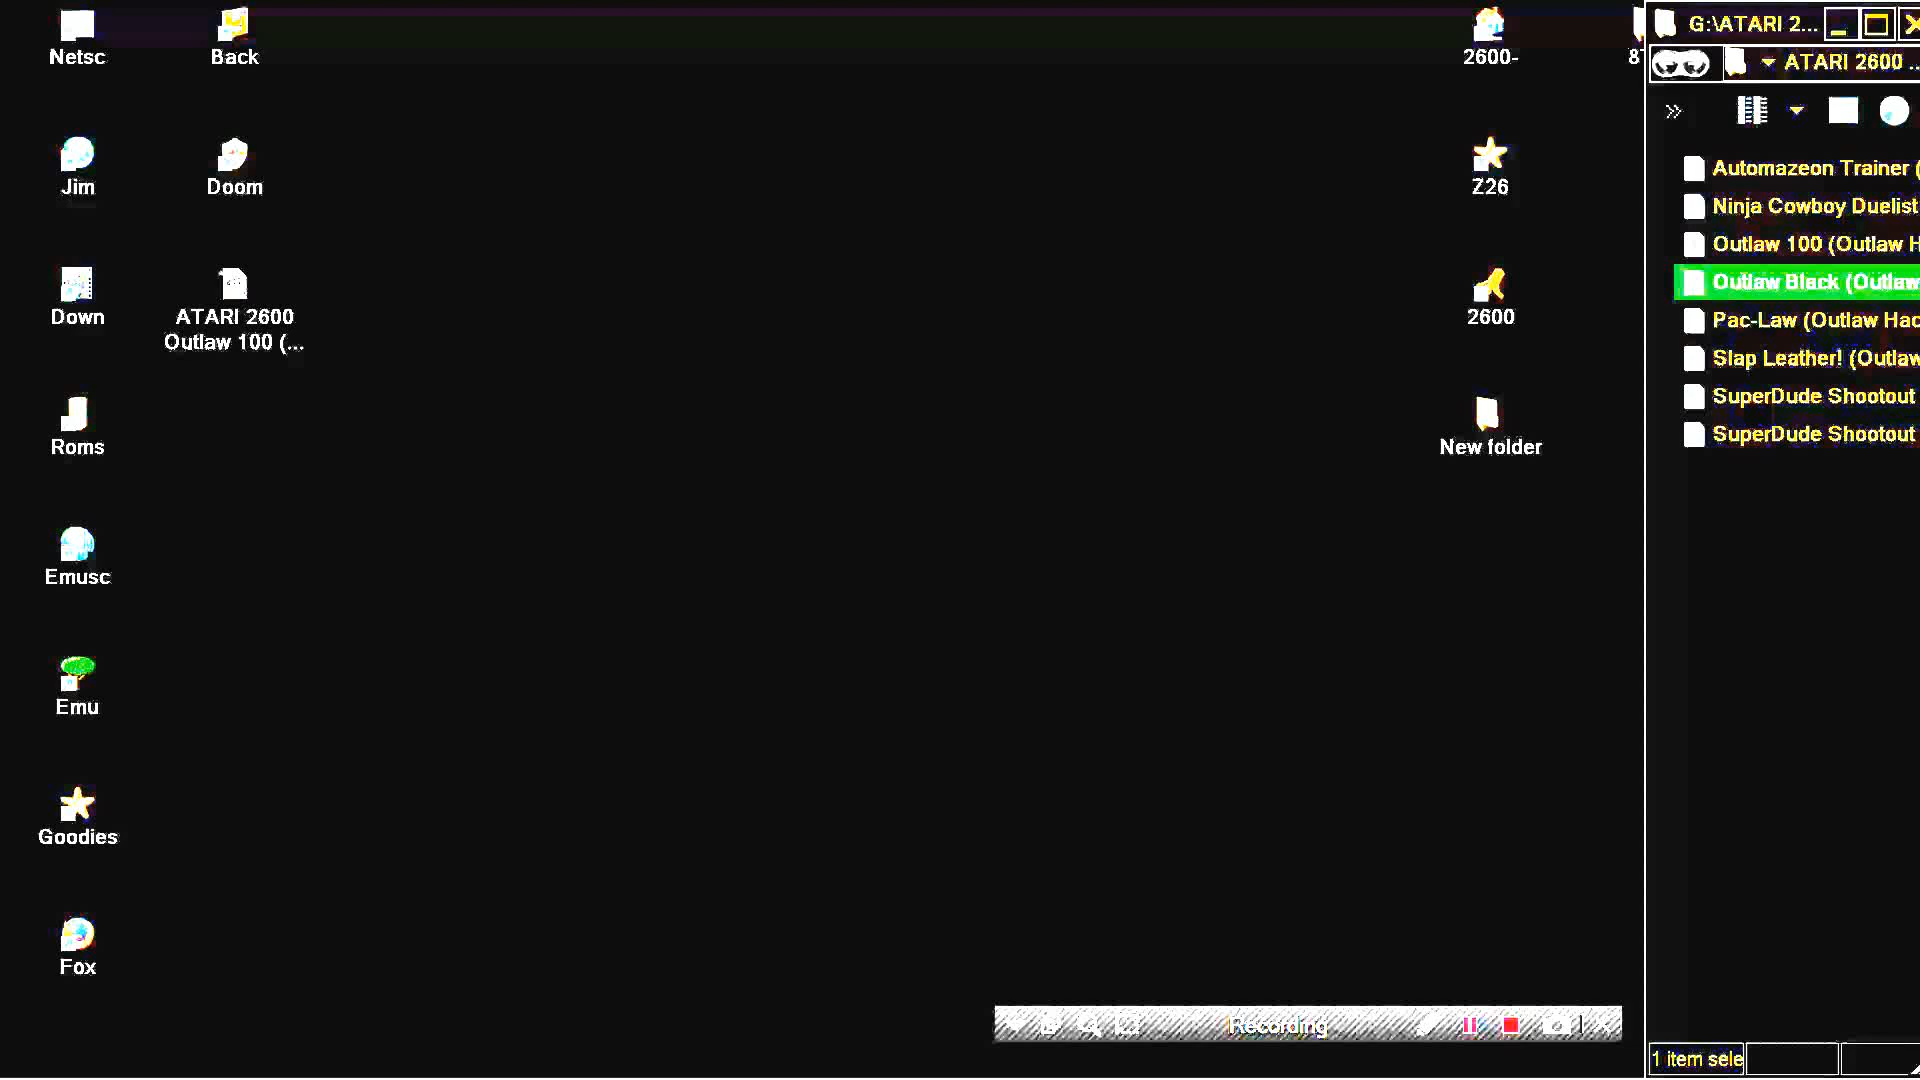 Netsc
Back
2600-
8
Jim
Doom
Z26
Down
ATARI 2600
Outlaw 100 (...
2600
Roms
New folder
Emusc
Emu
Goodies
Fox
Recording
G:\ATARI 2...
ATARI 2600 ...
Automazeon Trainer (
Ninja Cowboy Duelist
Outlaw 100 (Outlaw H
Outlaw Black (Outlaw
Pac-Law (Outlaw Hac
Slap Leather! (Outlaw
SuperDude Shootout
SuperDude Shootout
1 item sele